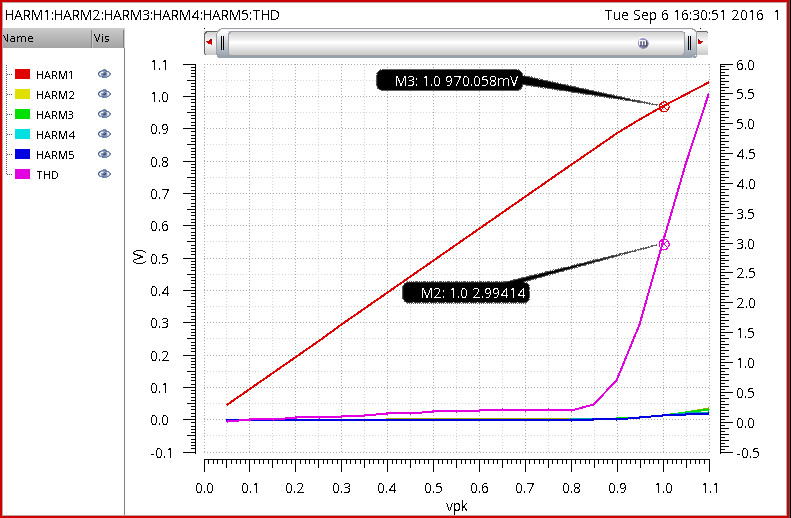 HARM1:HARM2:HARM3:HARM4:HARM5:THD
Tue Sep 6 16:30:51 2016 1
Name Vis
HARM1
HARM2
HARM3
HARM4
HARM5
THD
m
M3: 1.0 970.058mV
M2: 1.0 2.99414
(V)
1.1
1.0
0.9
0.8
0.7
0.6
0.5
0.4
0.3
0.2
0.1
0.0
-0.1
6.0
5.5
5.0
4.5
4.0
3.5
3.0
2.5
2.0
1.5
1.0
0.5
0.0
-0.5
0.0 0.1 0.2 0.3 0.4 0.5 0.6 0.7 0.8 0.9 1.0 1.1
vpk